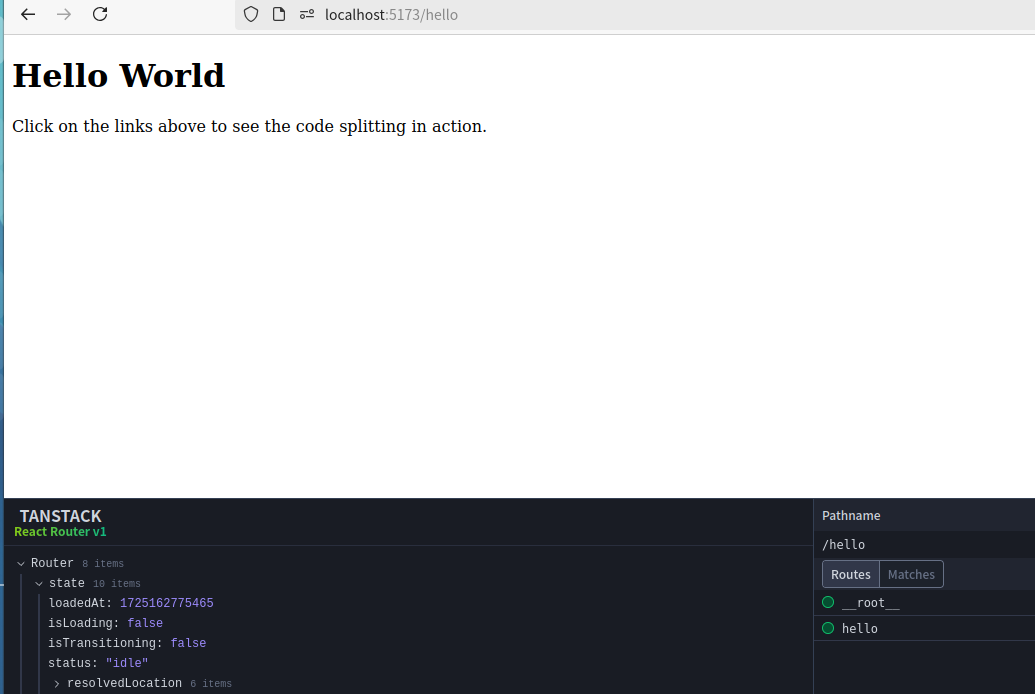 localhost:5173/hello
Hello World
Click on the links above to see the code splitting in action.
TANSTACK
React Router v1
Router 8 items
state 10 items
loadedAt: 1725162775465
isLoading: false
isTransitioning: false
status: "idle"
resolvedLocation 6 items
Pathname
/hello
Routes Matches
__root__
hello